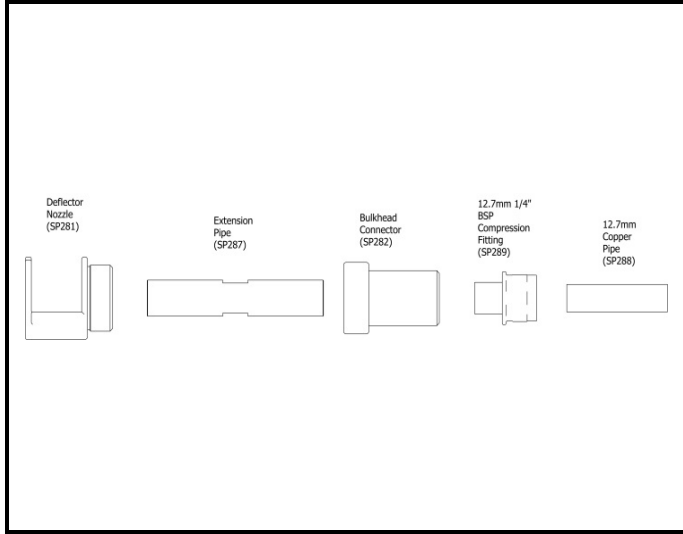 Deflector
Nozzle
(SP281)
Extension
Pipe
(SP287)
Bulkhead
Connector
(SP282)
12.7mm 1/4"
BSP
Compression
Fitting
(SP289)
12.7mm
Copper
Pipe
(SP288)